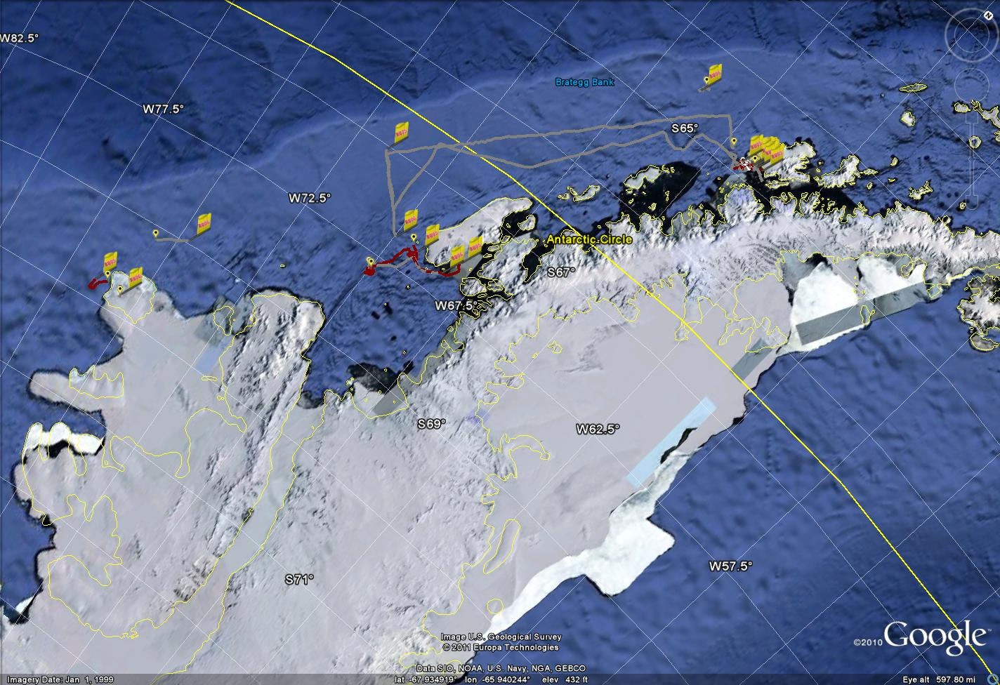 N
W82.5°
Brategg Bank
W77.5°
S65°
W72.5°
Antarctic Circle
S67°
W67.5°
S69°
W62.5°
W57.5°
S71°
©2010 Google™
Image U.S. Geological Survey
© 2011 Europa Technologies
Data SIO, NOAA, U.S. Navy, NGA, GEBCO
Imagery Date: Jan 1, 1999
lat -67.934919° lon -65.940244° elev 432 ft
Eye alt 597.80 mi